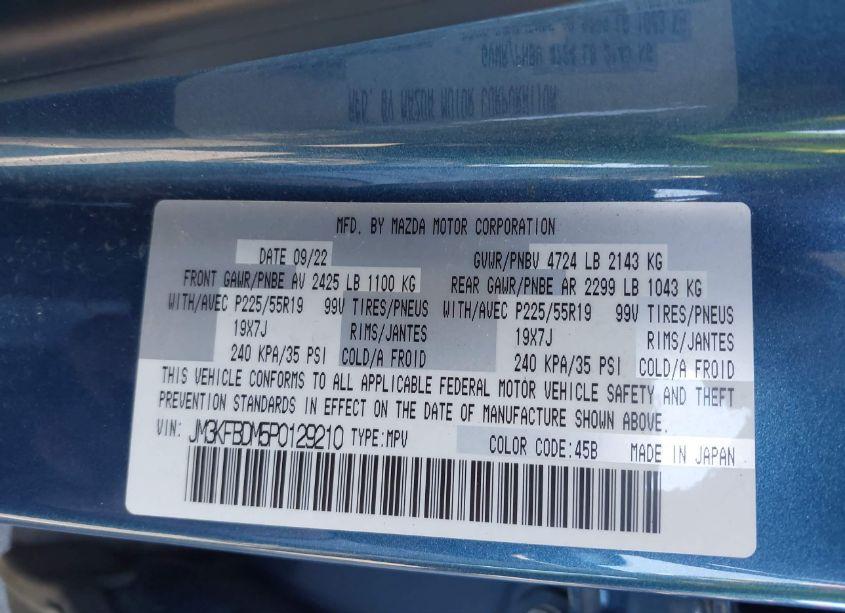 MFD. BY MAZDA MOTOR CORPORATION
DATE 09/22 GVWR/PNBV 4724 LB 2143 KG
FRONT GAWR/PNBE AV 2425 LB 1100 KG REAR GAWR/PNBE AR 2299 LB 1043 KG
WITH/AVEC P225/55R19 99V TIRES/PNEUS WITH/AVEC P225/55R19 99V TIRES/PNEUS
19X7J RIMS/JANTES 19X7J RIMS/JANTES
240 KPA/35 PSI COLD/A FROID 240 KPA/35 PSI COLD/A FROID
THIS VEHICLE CONFORMS TO ALL APPLICABLE FEDERAL MOTOR VEHICLE SAFETY AND THEFT
PREVENTION STANDARDS IN EFFECT ON THE DATE OF MANUFACTURE SHOWN ABOVE.
VIN: JM3KFBDM5P0129210 TYPE:MPV COLOR CODE:45B MADE IN JAPAN